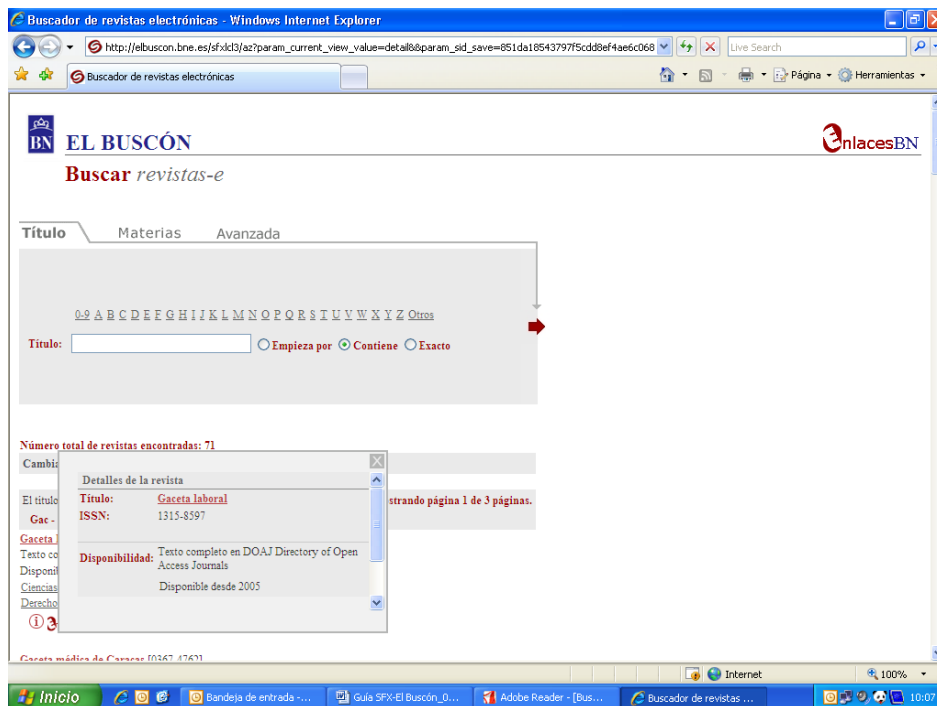 Buscador de revistas electrónicas - Windows Internet Explorer
http://elbuscon.bne.es/sfxlcl3/az?param_current_view_value=detail&&param_sid_save=851da18543797f5cdd8ef4ae6c068
Live Search
Buscador de revistas electrónicas
Página
Herramientas
BN
EL BUSCÓN
enlacesBN
Buscar revistas-e
Título
Materias
Avanzada
0-9 A B C D E F G H I J K L M N O P Q R S T U V W X Y Z Otros
Título:
Empieza por
Contiene
Exacto
Número total de revistas encontradas: 71
Detalles de la revista
El titulo
Título:
Gaceta laboral
strando página 1 de 3 páginas.
Gac -
ISSN:
1315-8597
Gaceta
Texto co
Disponibilidad:
Texto completo en DOAJ Directory of Open
Access Journals
Ciencias
Disponible desde 2005
Derecho
Gaceta médica de Caracas [0367-4762]
Internet
100%
Inicio
Bandeja de entrada -...
Guía SFX-El Buscón_0...
Adobe Reader - [Bus...
Buscador de revistas ...
10:07